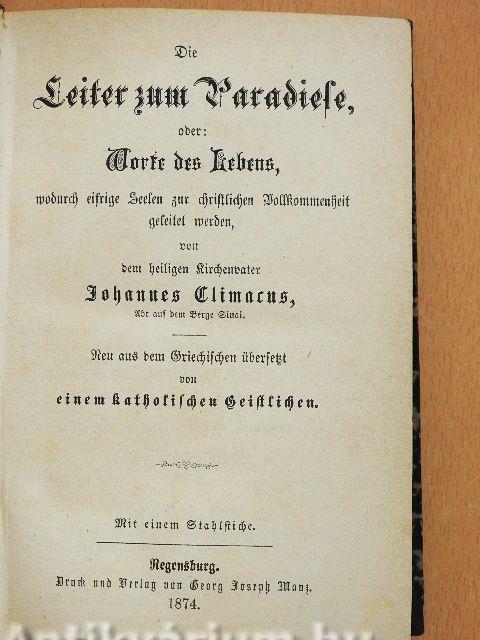 Die
Leiter zum Paradiese,
oder:
Worte des Lebens,
wodurch eifrige Seelen zur christlichen Vollkommenheit
geleitet werden,
von
dem heiligen Kirchenvater
Johannes Climacus,
Abt auf dem Berge Sinai.
Neu aus dem Griechischen übersetzt
von
einem katholischen Geistlichen.
Mit einem Stahlstiche.
Regensburg.
Druck und Verlag von Georg Joseph Manz.
1874.
Antikvarium.hu